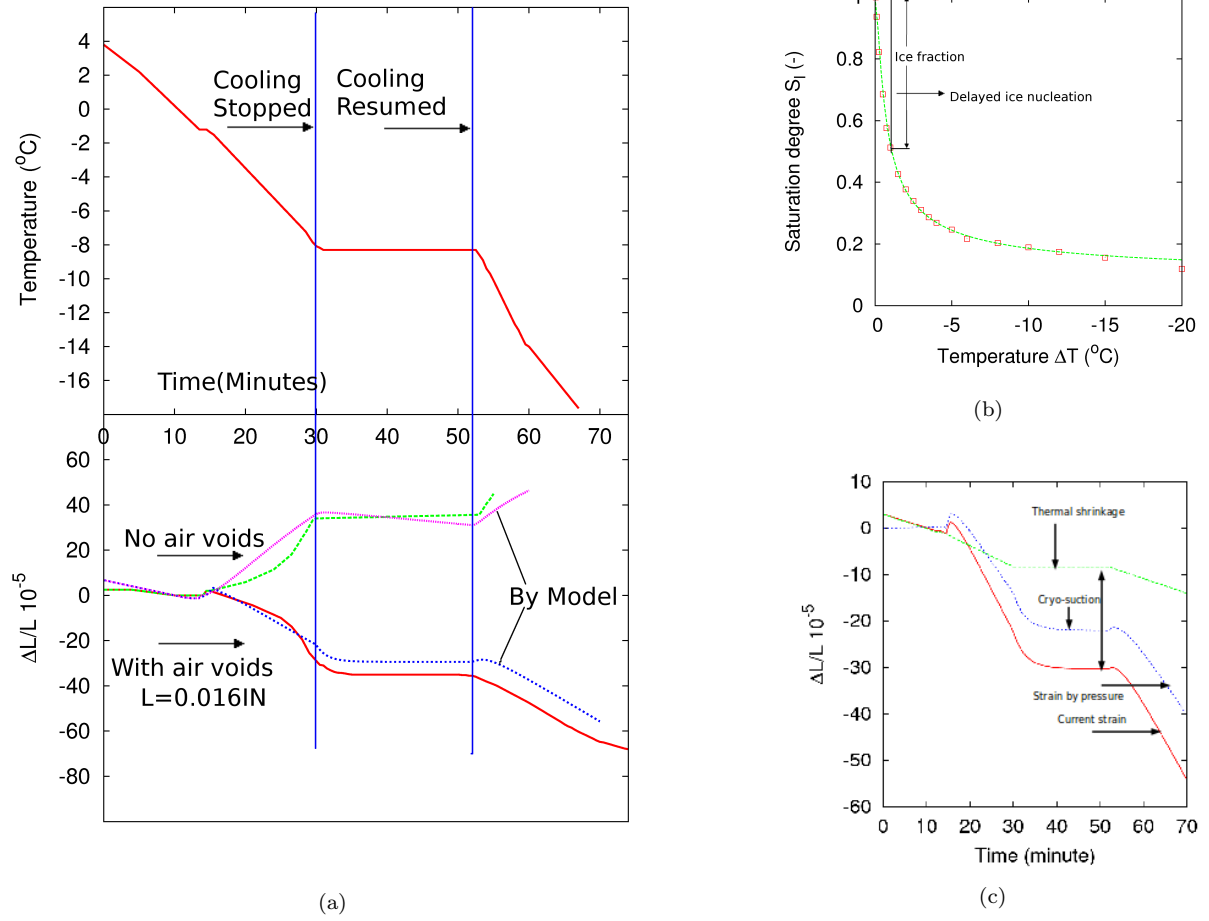 4
2
0
-2
-4
-6
-8
-10
-12
-14
-16
Temperature (°C)
Cooling
Stopped
Cooling
Resumed
Time(Minutes)
0 10 20 30 40 50 60 70
60
40
20
0
-20
-40
-60
-80
ΔL/L 10⁻⁵
No air voids
By Model
With air voids
L=0.016IN
(a)
1
0.8
0.6
0.4
0.2
0
Saturation degree Sₗ (-)
Ice fraction
Delayed ice nucleation
0 -5 -10 -15 -20
Temperature ΔT (°C)
(b)
10
0
-10
-20
-30
-40
-50
-60
ΔL/L 10⁻⁵
Thermal shrinkage
Cryo-suction
Strain by pressure
Current strain
0 10 20 30 40 50 60 70
Time (minute)
(c)